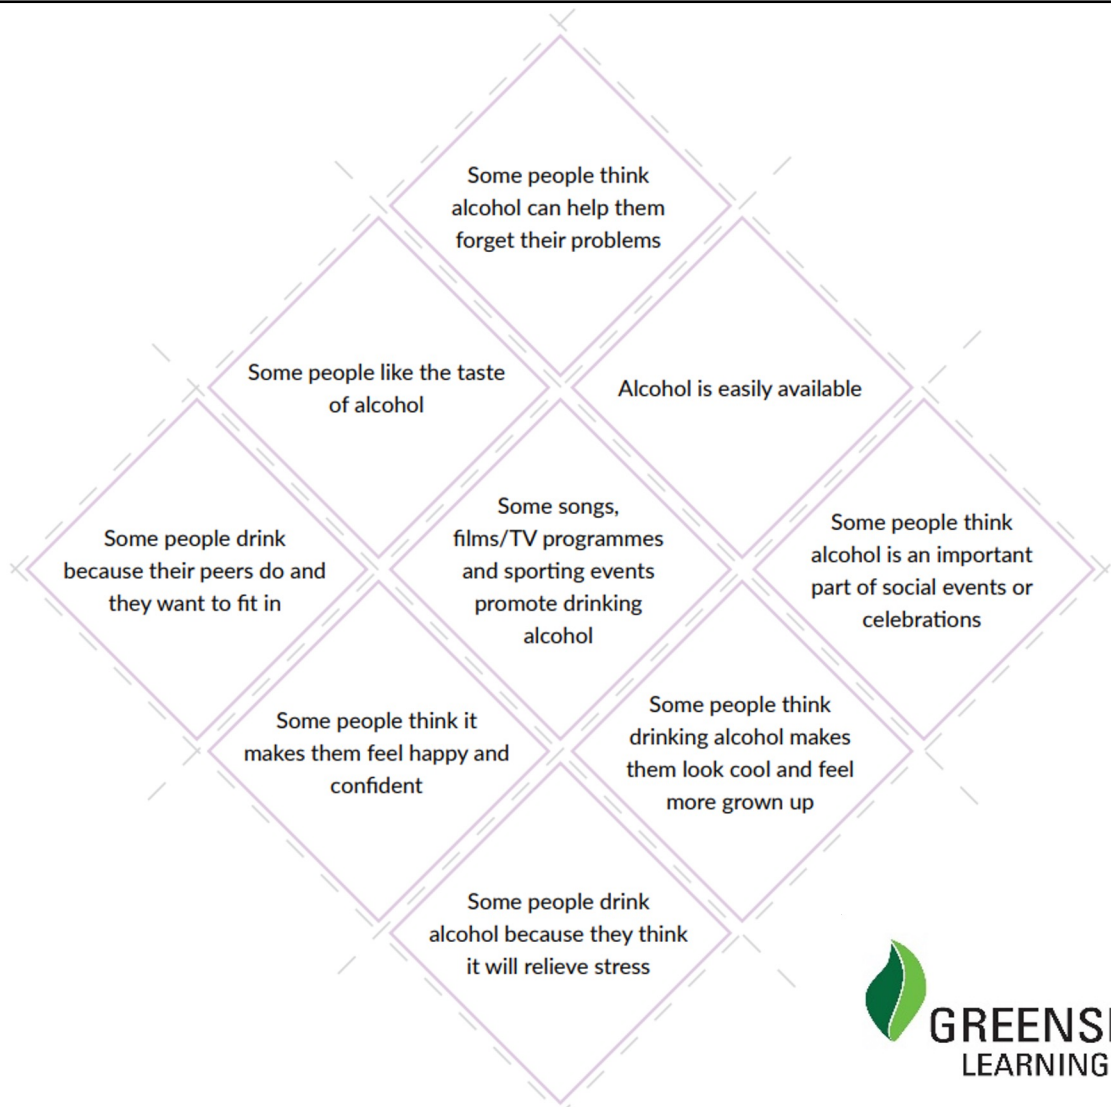 Some people think
alcohol can help them
forget their problems
Some people like the taste
of alcohol
Alcohol is easily available
Some people drink
because their peers do and
they want to fit in
Some songs,
films/TV programmes
and sporting events
promote drinking
alcohol
Some people think
alcohol is an important
part of social events or
celebrations
Some people think it
makes them feel happy and
confident
Some people think
drinking alcohol makes
them look cool and feel
more grown up
Some people drink
alcohol because they think
it will relieve stress
LEARNING